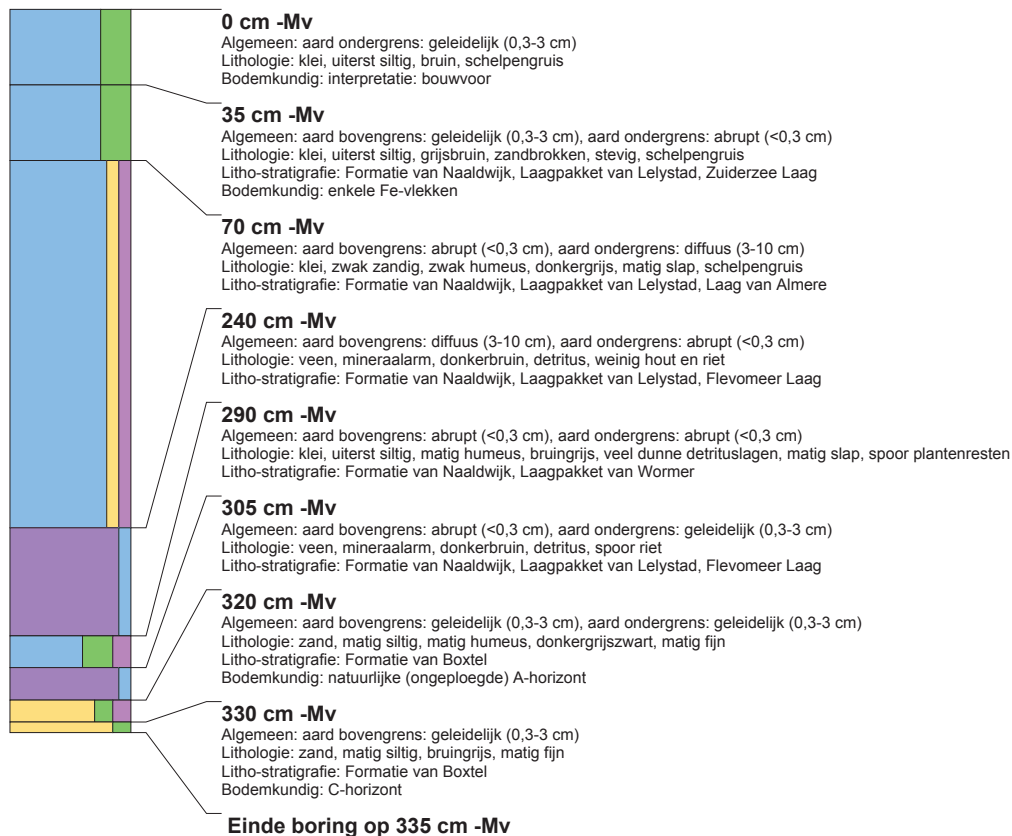 0 cm -Mv
Algemeen: aard ondergrens: geleidelijk (0,3-3 cm)
Lithologie: klei, uiterst siltig, bruin, schelpengruis
Bodemkundig: interpretatie: bouwvoor
35 cm -Mv
Algemeen: aard bovengrens: geleidelijk (0,3-3 cm), aard ondergrens: abrupt (<0,3 cm)
Lithologie: klei, uiterst siltig, grijsbruin, zandbrokken, stevig, schelpengruis
Litho-stratigrafie: Formatie van Naaldwijk, Laagpakket van Lelystad, Zuiderzee Laag
Bodemkundig: enkele Fe-vlekken
70 cm -Mv
Algemeen: aard bovengrens: abrupt (<0,3 cm), aard ondergrens: diffuus (3-10 cm)
Lithologie: klei, zwak zandig, zwak humeus, donkergrijs, matig slap, schelpengruis
Litho-stratigrafie: Formatie van Naaldwijk, Laagpakket van Lelystad, Laag van Almere
240 cm -Mv
Algemeen: aard bovengrens: diffuus (3-10 cm), aard ondergrens: abrupt (<0,3 cm)
Lithologie: veen, mineraalarm, donkerbruin, detritus, weinig hout en riet
Litho-stratigrafie: Formatie van Naaldwijk, Laagpakket van Lelystad, Flevomeer Laag
290 cm -Mv
Algemeen: aard bovengrens: abrupt (<0,3 cm), aard ondergrens: abrupt (<0,3 cm)
Lithologie: klei, uiterst siltig, matig humeus, bruingrijs, veel dunne detrituslagen, matig slap, spoor plantenresten
Litho-stratigrafie: Formatie van Naaldwijk, Laagpakket van Wormer
305 cm -Mv
Algemeen: aard bovengrens: abrupt (<0,3 cm), aard ondergrens: geleidelijk (0,3-3 cm)
Lithologie: veen, mineraalarm, donkerbruin, detritus, spoor riet
Litho-stratigrafie: Formatie van Naaldwijk, Laagpakket van Lelystad, Flevomeer Laag
320 cm -Mv
Algemeen: aard bovengrens: geleidelijk (0,3-3 cm), aard ondergrens: geleidelijk (0,3-3 cm)
Lithologie: zand, matig siltig, matig humeus, donkergrijszwart, matig fijn
Litho-stratigrafie: Formatie van Boxtel
Bodemkundig: natuurlijke (ongeploegde) A-horizont
330 cm -Mv
Algemeen: aard bovengrens: geleidelijk (0,3-3 cm)
Lithologie: zand, matig siltig, bruingrijs, matig fijn
Litho-stratigrafie: Formatie van Boxtel
Bodemkundig: C-horizont
Einde boring op 335 cm -Mv